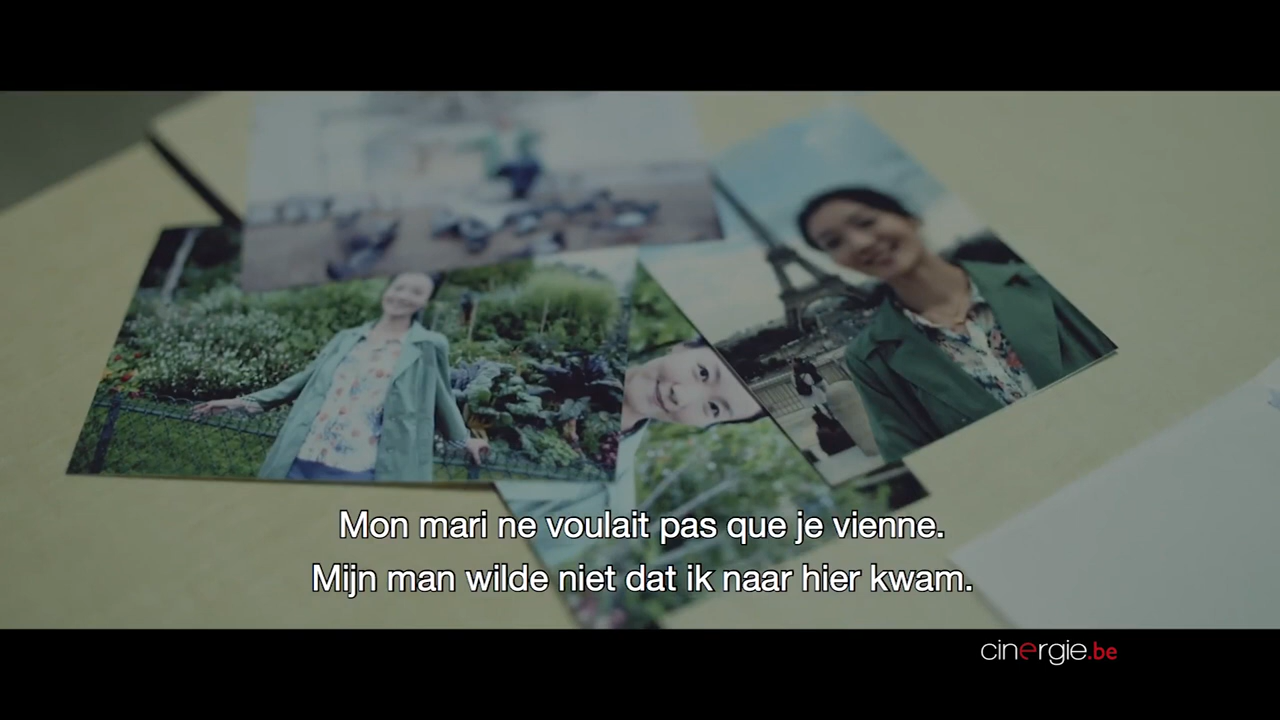 Mon mari ne voulait pas que je vienne.
Mijn man wilde niet dat ik naar hier kwam.
cinergie.be